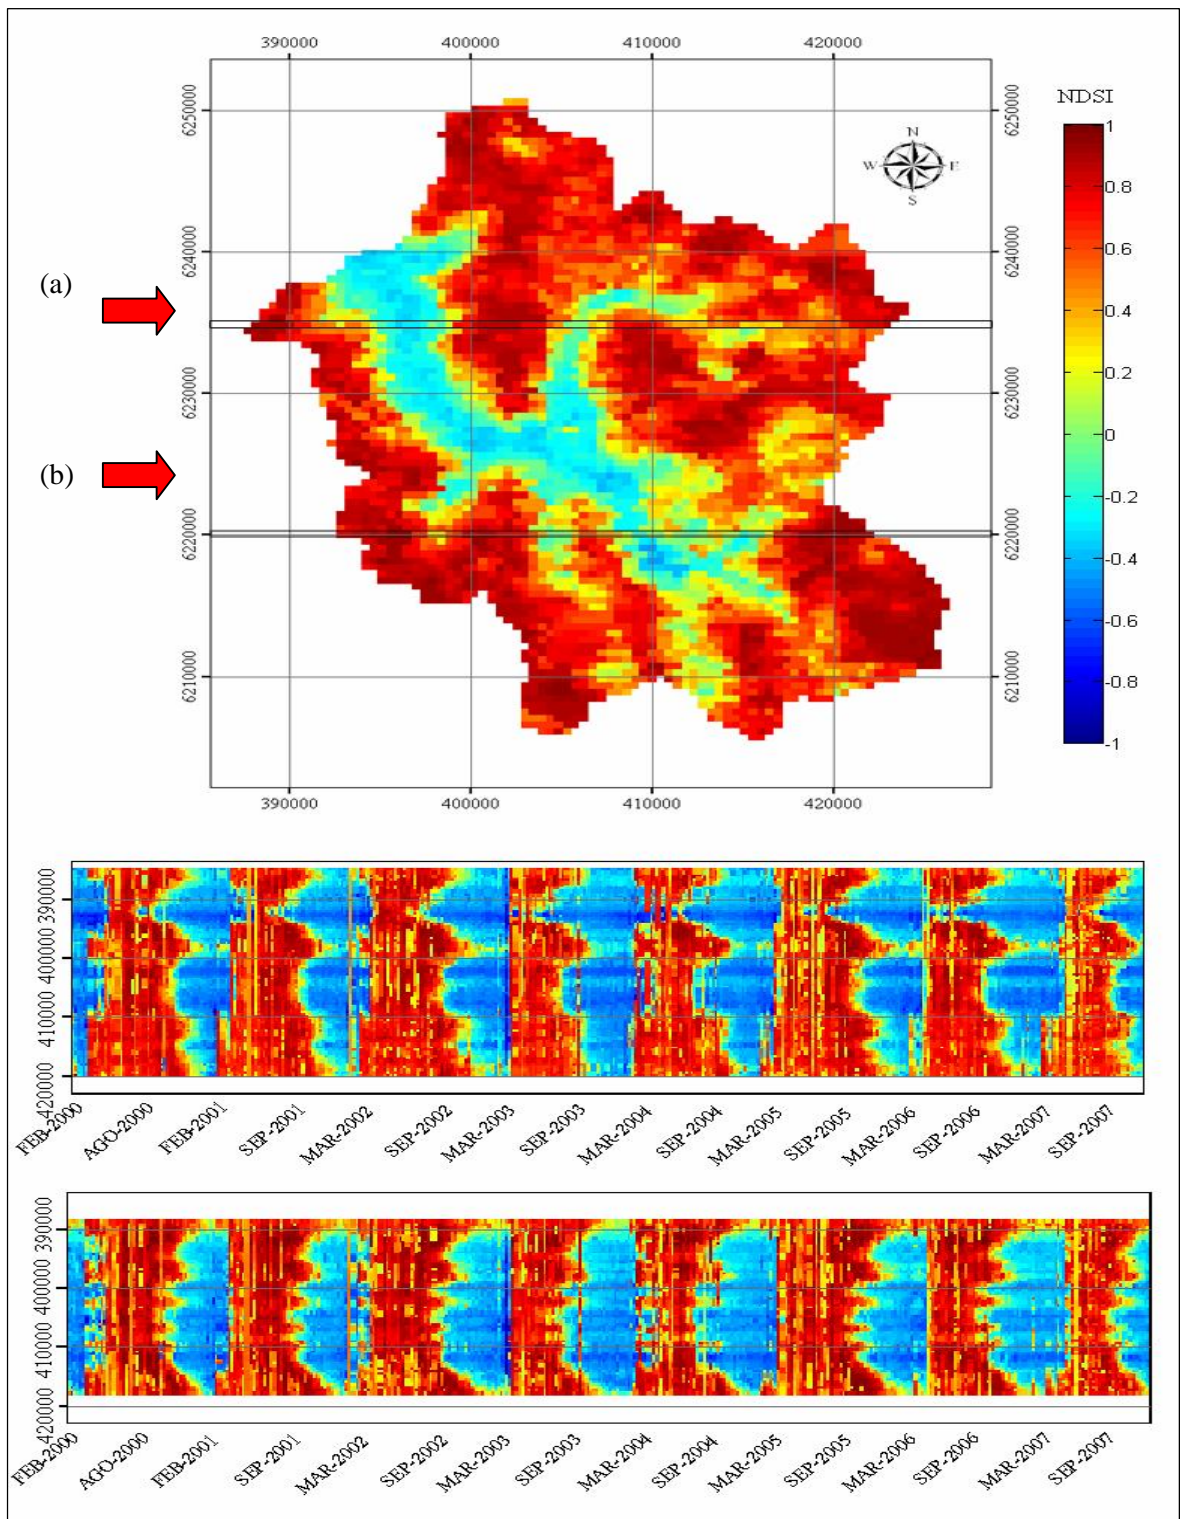 390000 400000 410000 420000
NDSI
6250000 6250000
N
W E
S
6240000 6240000
(a)
6230000 6230000
(b)
6220000 6220000
6210000 6210000
390000 400000 410000 420000
1
0.8
0.6
0.4
0.2
0
-0.2
-0.4
-0.6
-0.8
-1
390000
400000
410000
420000
FEB-2000 AGO-2000 FEB-2001 SEP-2001 MAR-2002 SEP-2002 MAR-2003 SEP-2003 MAR-2004 SEP-2004 MAR-2005 SEP-2005 MAR-2006 SEP-2006 MAR-2007 SEP-2007
390000
400000
410000
420000
FEB-2000 AGO-2000 FEB-2001 SEP-2001 MAR-2002 SEP-2002 MAR-2003 SEP-2003 MAR-2004 SEP-2004 MAR-2005 SEP-2005 MAR-2006 SEP-2006 MAR-2007 SEP-2007